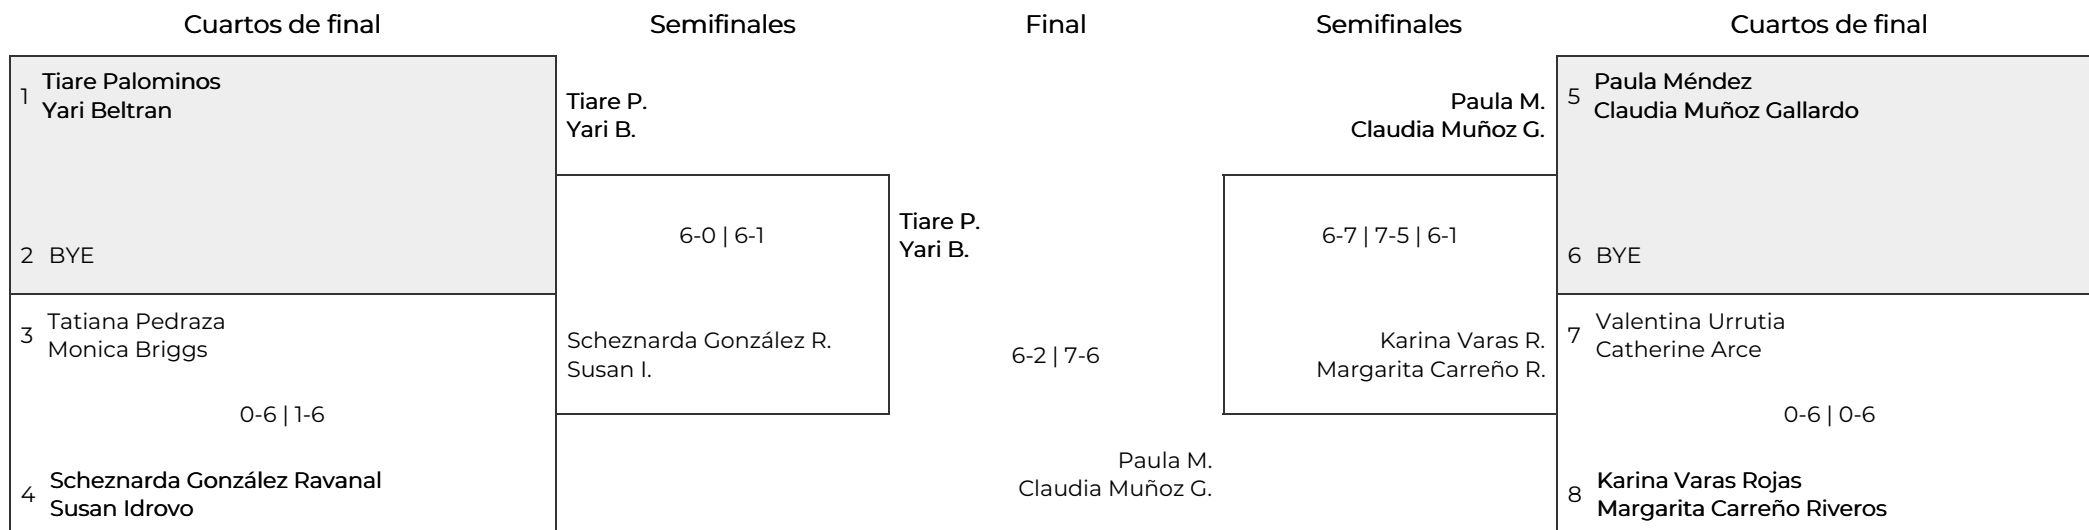 Cuartos de final
Semifinales
Final
Semifinales
Cuartos de final
1
Tiare Palominos
Yari Beltran
2 BYE
3
Tatiana Pedraza
Monica Briggs
0-6 | 1-6
4
Scheznarda González Ravanal
Susan Idrovo
Tiare P.
Yari B.
6-0 | 6-1
Scheznarda González R.
Susan I.
Tiare P.
Yari B.
6-2 | 7-6
Paula M.
Claudia Muñoz G.
Paula M.
Claudia Muñoz G.
6-7 | 7-5 | 6-1
Karina Varas R.
Margarita Carreño R.
5
Paula Méndez
Claudia Muñoz Gallardo
6 BYE
7
Valentina Urrutia
Catherine Arce
0-6 | 0-6
8
Karina Varas Rojas
Margarita Carreño Riveros